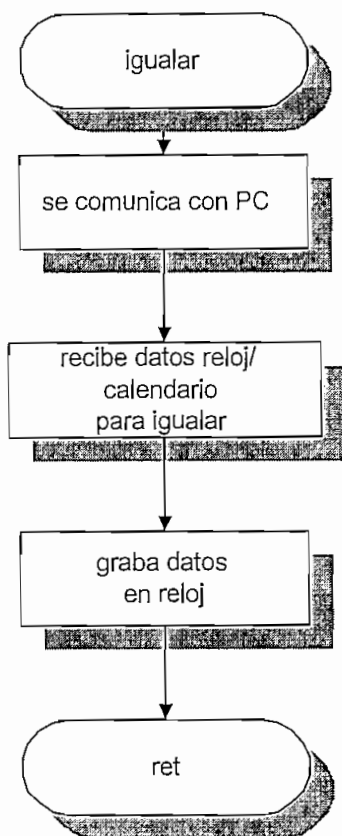 igualar
se comunica con PC
recibe datos reloj/
calendario
para igualar
graba datos
en reloj
ret